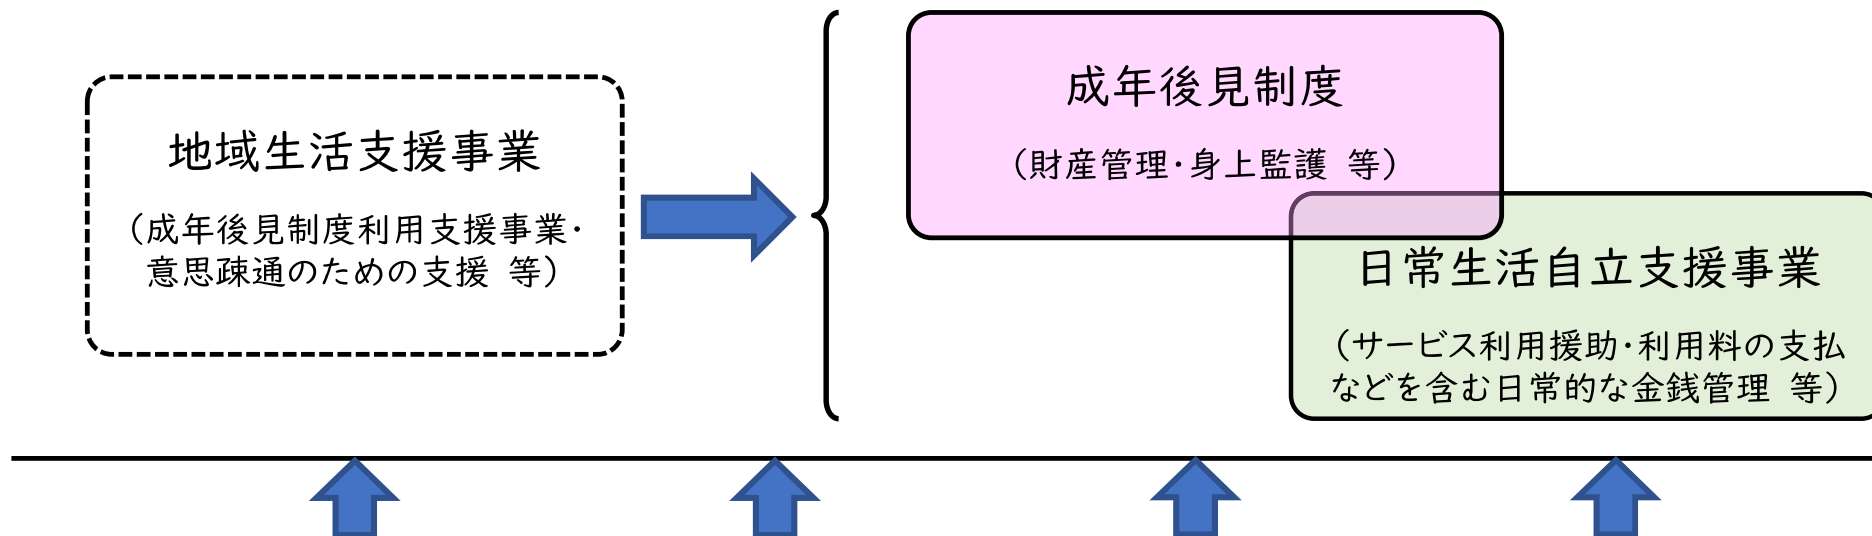 地域生活支援事業
（成年後見制度利用支援事業・
意思疎通のための支援 等）
成年後見制度
（財産管理・身上監護 等）
日常生活自立支援事業
（サービス利用援助・利用料の支払
などを含む日常的な金銭管理 等）